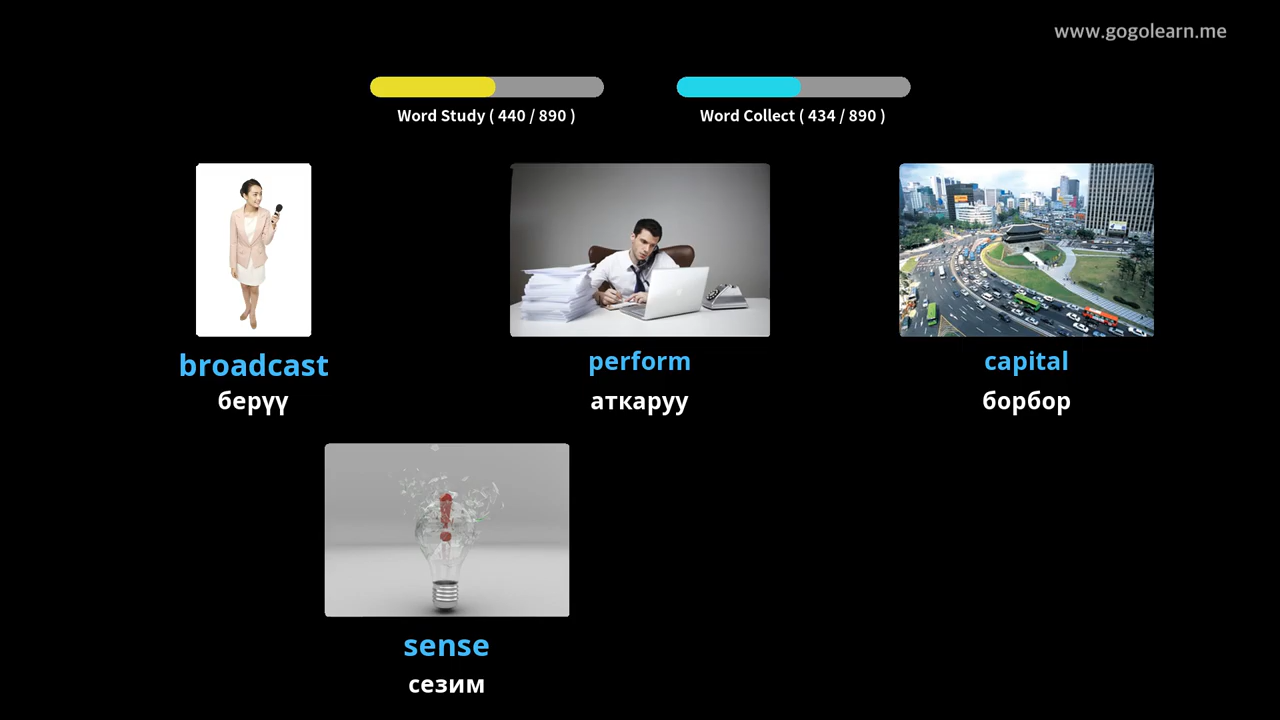 www.gogolearn.me
Word Study ( 440 / 890 )
Word Collect ( 434 / 890 )
broadcast
берүү
perform
аткаруу
capital
борбор
sense
сезим